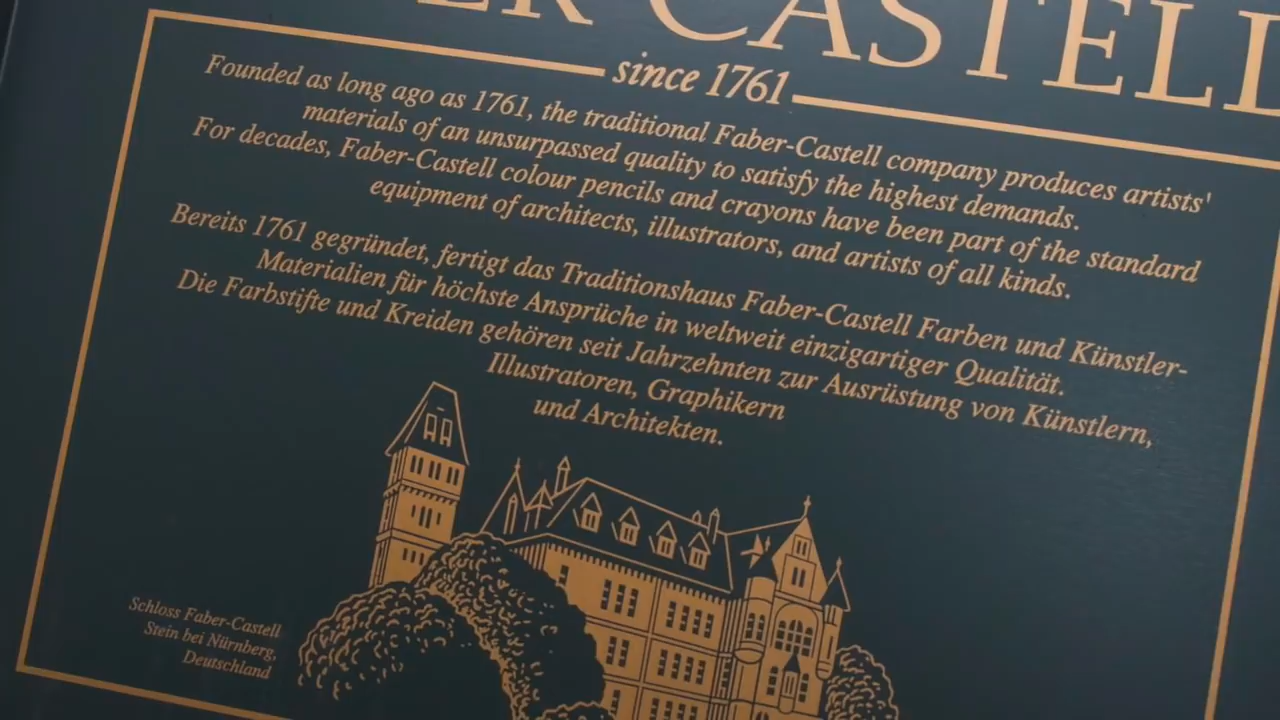 ER CASTELL
since 1761
Founded as long ago as 1761, the traditional Faber-Castell company produces artists'
materials of an unsurpassed quality to satisfy the highest demands.
For decades, Faber-Castell colour pencils and crayons have been part of the standard
equipment of architects, illustrators, and artists of all kinds.
Bereits 1761 gegründet, fertigt das Traditionshaus Faber-Castell Farben und Künstler-
Materialien für höchste Ansprüche in weltweit einzigartiger Qualität.
Die Farbstifte und Kreiden gehören seit Jahrzehnten zur Ausrüstung von Künstlern,
Illustratoren, Graphikern
und Architekten.
Schloss Faber-Castell
Stein bei Nürnberg,
Deutschland